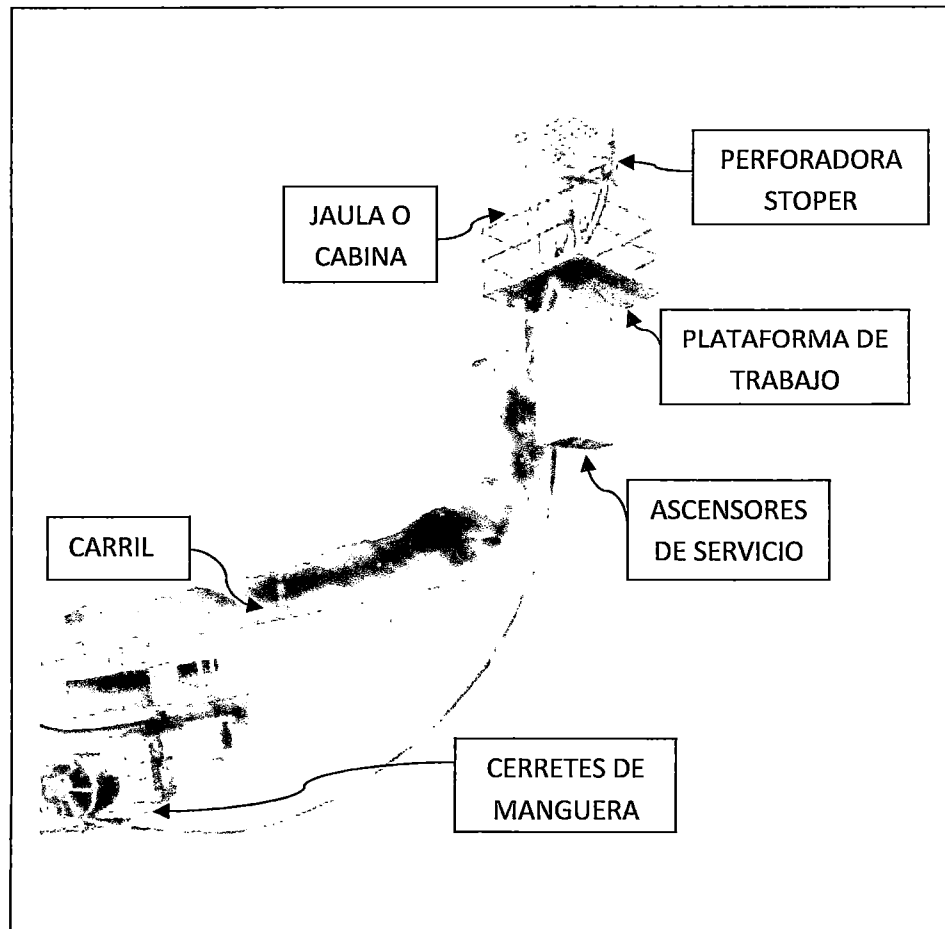 PERFORADORA
STOPER
JAULA O
CABINA
PLATAFORMA DE
TRABAJO
ASCENSORES
DE SERVICIO
CARRIL
CERRETES DE
MANGUERA